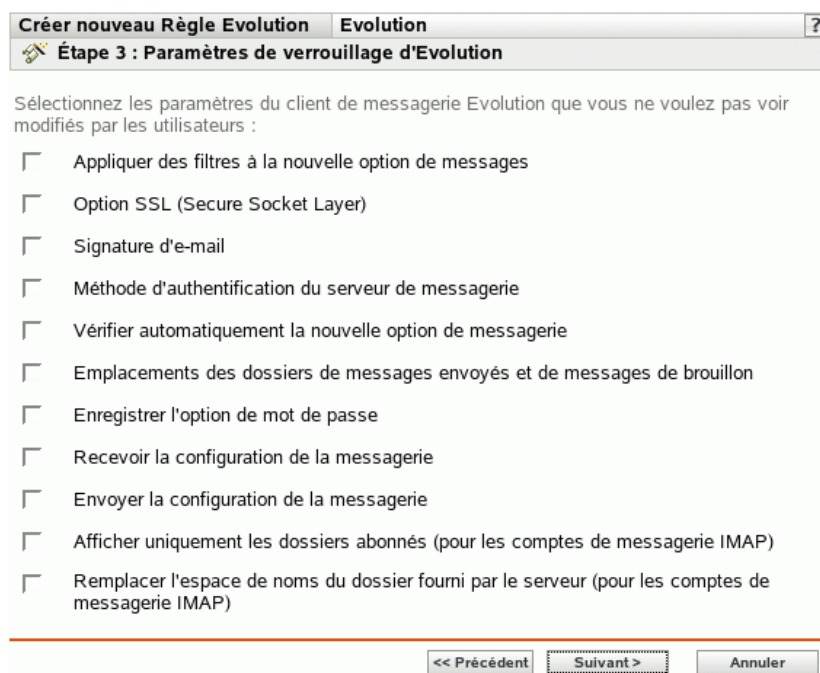 Créer nouveau Règle Evolution Evolution ?
Étape 3 : Paramètres de verrouillage d'Evolution
Sélectionnez les paramètres du client de messagerie Evolution que vous ne voulez pas voir
modifiés par les utilisateurs :
Appliquer des filtres à la nouvelle option de messages
Option SSL (Secure Socket Layer)
Signature d'e-mail
Méthode d'authentification du serveur de messagerie
Vérifier automatiquement la nouvelle option de messagerie
Emplacements des dossiers de messages envoyés et de messages de brouillon
Enregistrer l'option de mot de passe
Recevoir la configuration de la messagerie
Envoyer la configuration de la messagerie
Afficher uniquement les dossiers abonnés (pour les comptes de messagerie IMAP)
Remplacer l'espace de noms du dossier fourni par le serveur (pour les comptes de
messagerie IMAP)
<< Précédent Suivant > Annuler